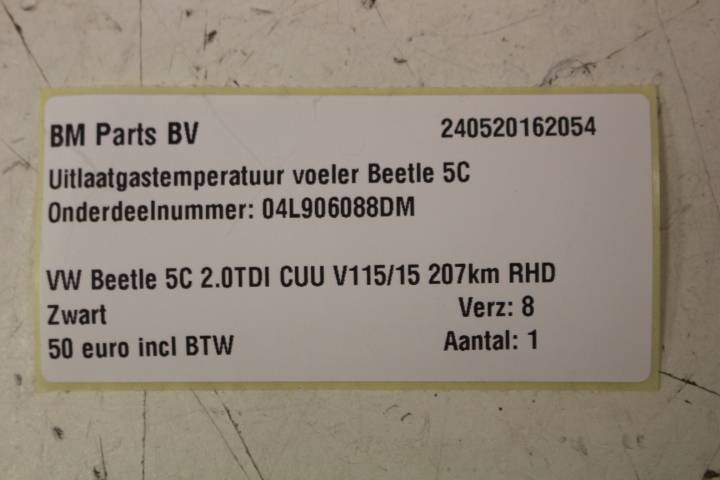 BM Parts BV 240520162054
Uitlaatgastemperatuur voeler Beetle 5C
Onderdeelnummer: 04L906088DM
VW Beetle 5C 2.0TDI CUU V115/15 207km RHD
Zwart Verz: 8
50 euro incl BTW Aantal: 1